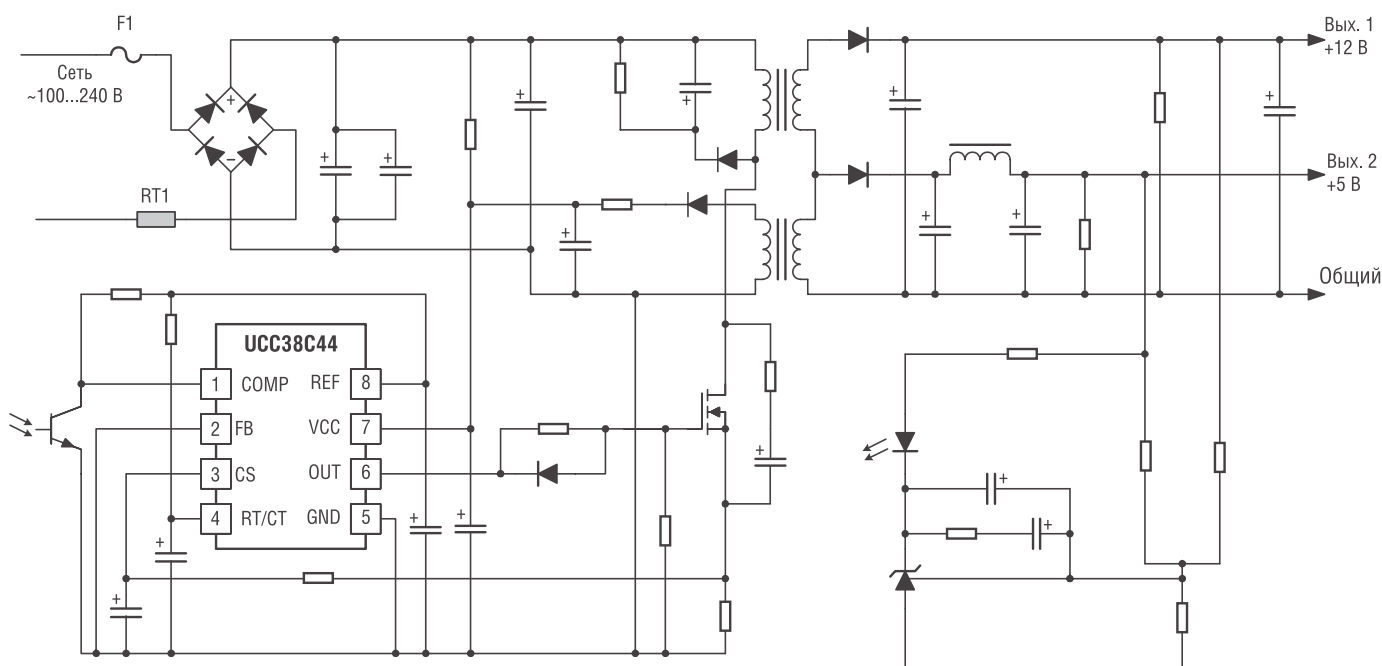 F1
Сеть
~100...240 В
RT1
Вых. 1
+12 В
Вых. 2
+5 В
Общий
UCC38C44
1 COMP REF 8
2 FB VCC 7
3 CS OUT 6
4 RT/CT GND 5